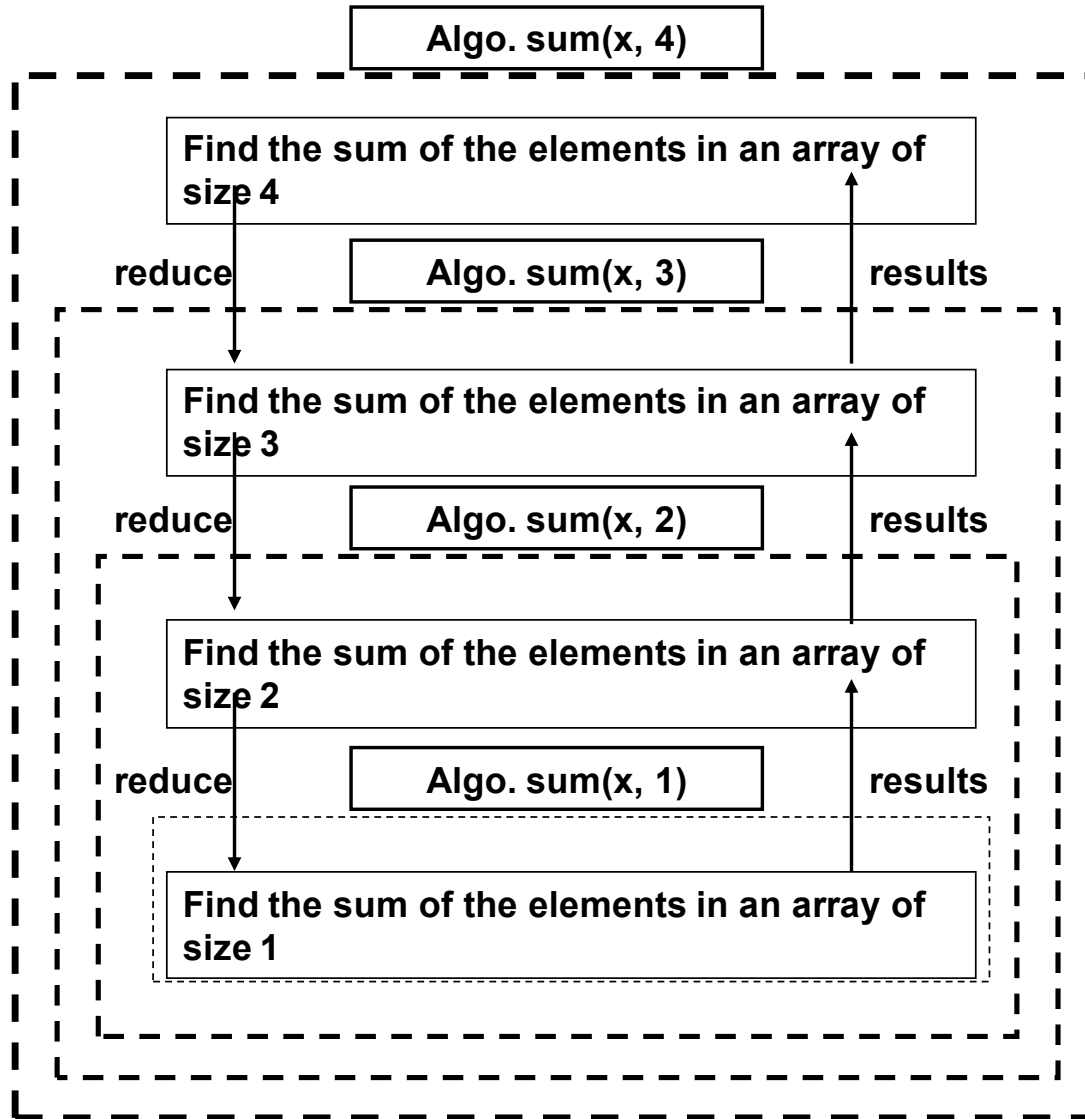 Algo. sum(x, 4)
Find the sum of the elements in an array of
size 4
reduce
Algo. sum(x, 3)
results
Find the sum of the elements in an array of
size 3
reduce
Algo. sum(x, 2)
results
Find the sum of the elements in an array of
size 2
reduce
Algo. sum(x, 1)
results
Find the sum of the elements in an array of
size 1